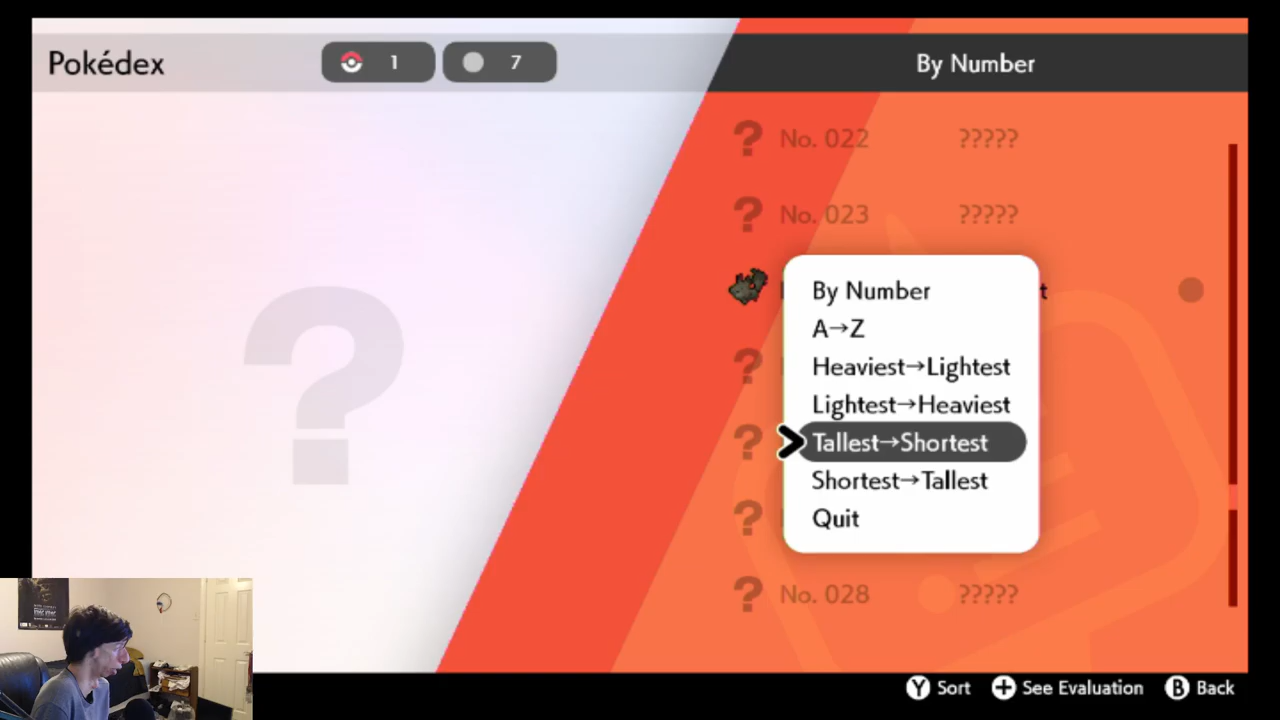 Pokédex
1
7
By Number
No. 022 ?????
No. 023 ?????
t
By Number
A→Z
Heaviest→Lightest
Lightest→Heaviest
Tallest→Shortest
Shortest→Tallest
Quit
No. 028 ?????
Y Sort
+ See Evaluation
B Back